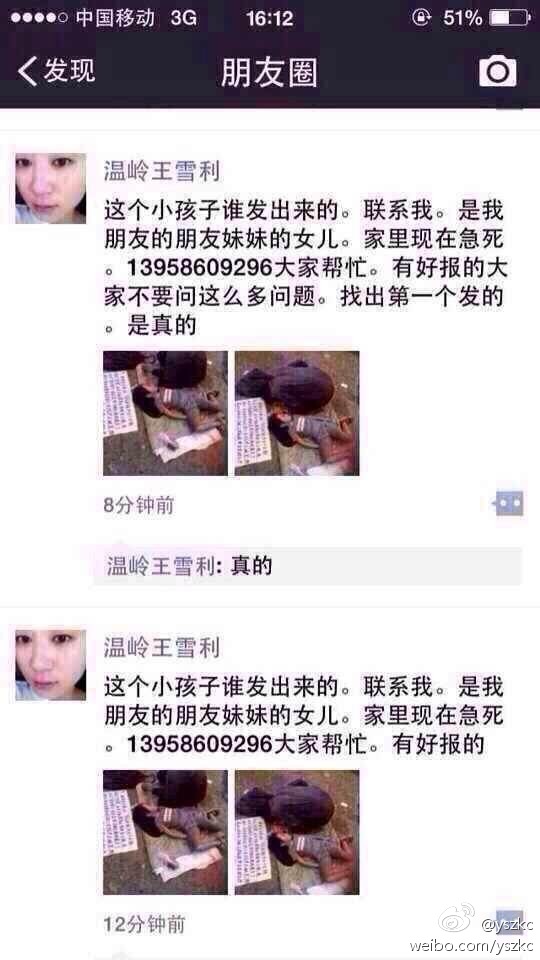 中国移动 3G 16:12 51%
发现 朋友圈
温岭王雪利
这个小孩子谁发出来的。联系我。是我
朋友的朋友妹妹的女儿。家里现在急死
。13958609296大家帮忙。有好报的大
家不要问这么多问题。找出第一个发的
。是真的
8分钟前
温岭王雪利: 真的
温岭王雪利
这个小孩子谁发出来的。联系我。是我
朋友的朋友妹妹的女儿。家里现在急死
。13958609296大家帮忙。有好报的
12分钟前
@yszkc
weibo.com/yszkc